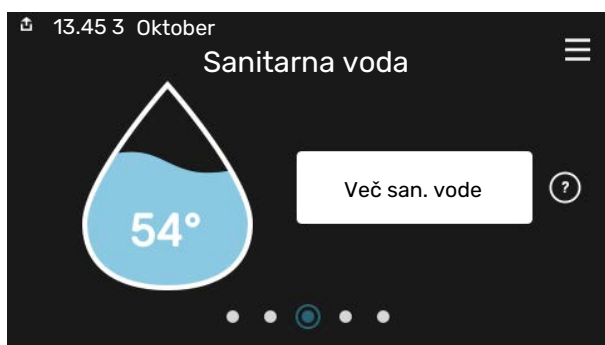 13.45 3 Oktober
Sanitarna voda
Več san. vode
?
54°